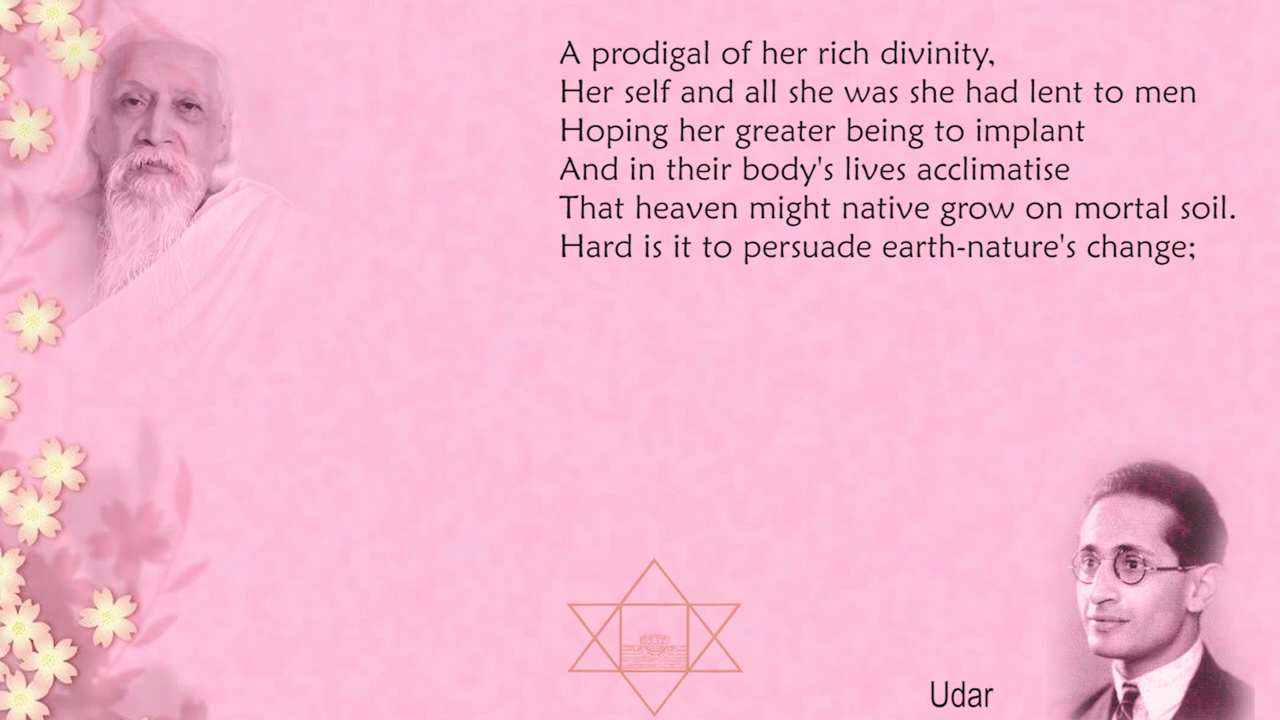 A prodigal of her rich divinity,
Her self and all she was she had lent to men
Hoping her greater being to implant
And in their body's lives acclimatise
That heaven might native grow on mortal soil.
Hard is it to persuade earth-nature's change;
Udar